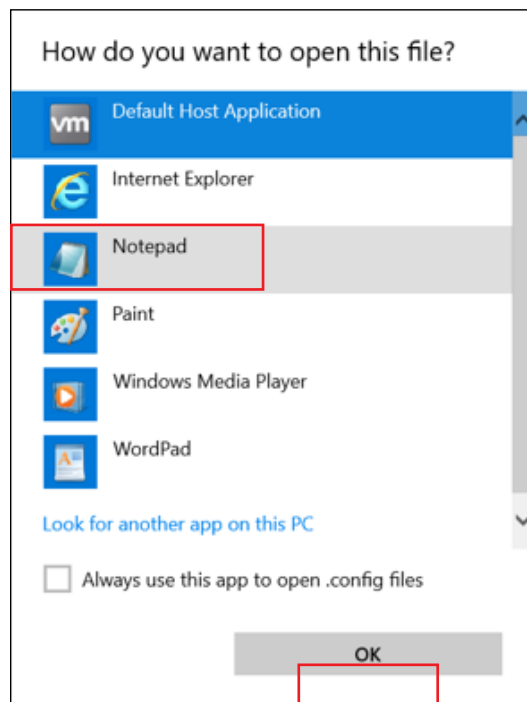 How do you want to open this file?
vm
Default Host Application
Internet Explorer
Notepad
Paint
Windows Media Player
WordPad
Look for another app on this PC
Always use this app to open .config files
OK